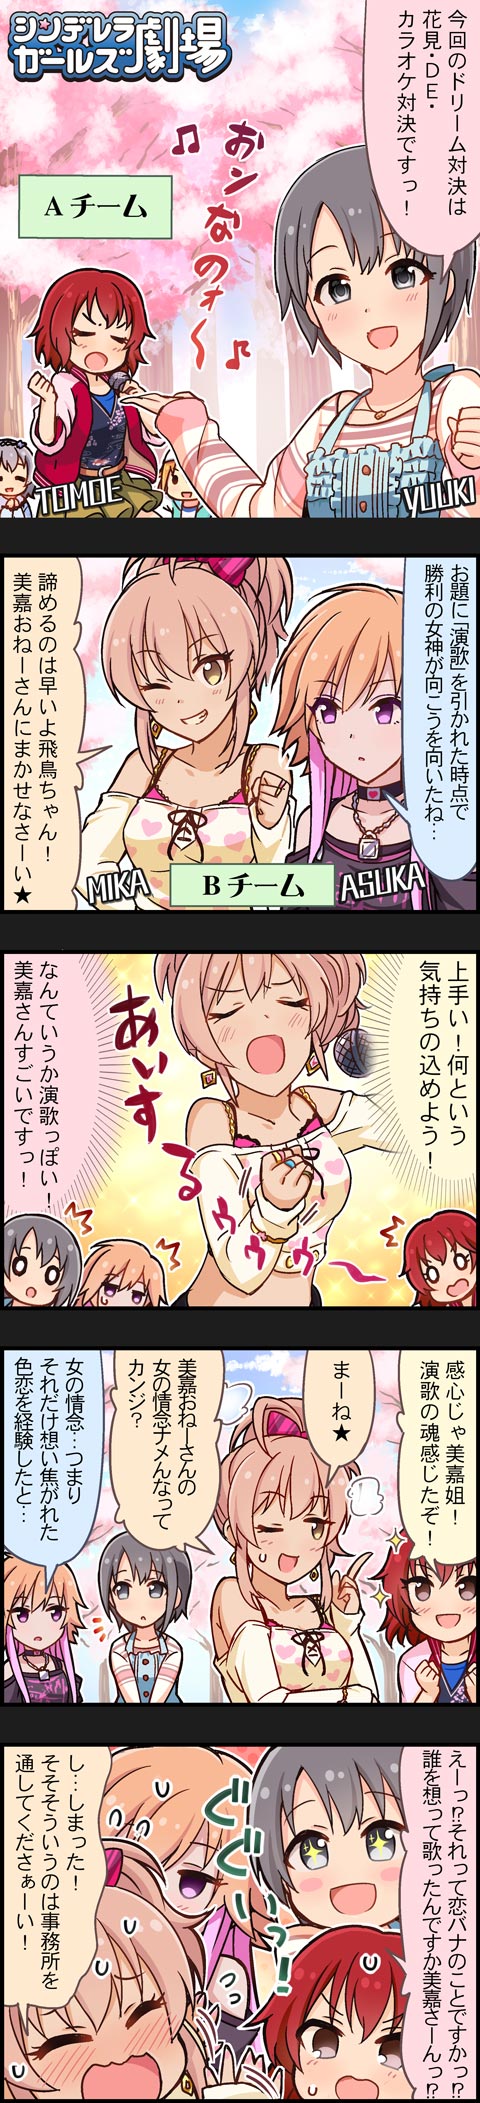 シンデレラ
ガールズ劇場
今回のドリーム対決は
花見・DE・
カラオケ対決ですっ！
おンなのォ〜
♫
♪
Aチーム
TOMOE
YUUKI
お題に「演歌」を引かれた時点で
勝利の女神が向こうを向いたね…
諦めるのは早いよ飛鳥ちゃん！
美嘉おねーさんにまかせなさーい★
MIKA
Bチーム
ASUKA
上手い！何という
気持ちの込めよう！
あいす
るゥゥゥ〜
なんていうか演歌っぽい！
美嘉さんすごいですっ！
感心じゃ美嘉姐！
演歌の魂感じたぞ！
まーね★
美嘉おねーさんの
女の情念ナメんなって
カンジ？
女の情念…つまり
それだけ想い焦がれた
色恋を経験したと…
えーっ!?それって恋バナのことですかっ!?
誰を想って歌ったんですか美嘉さーんっ!?
ぐいぐいっ！
し…しまった！
そそそういうのは事務所を
通してくださぁーい！